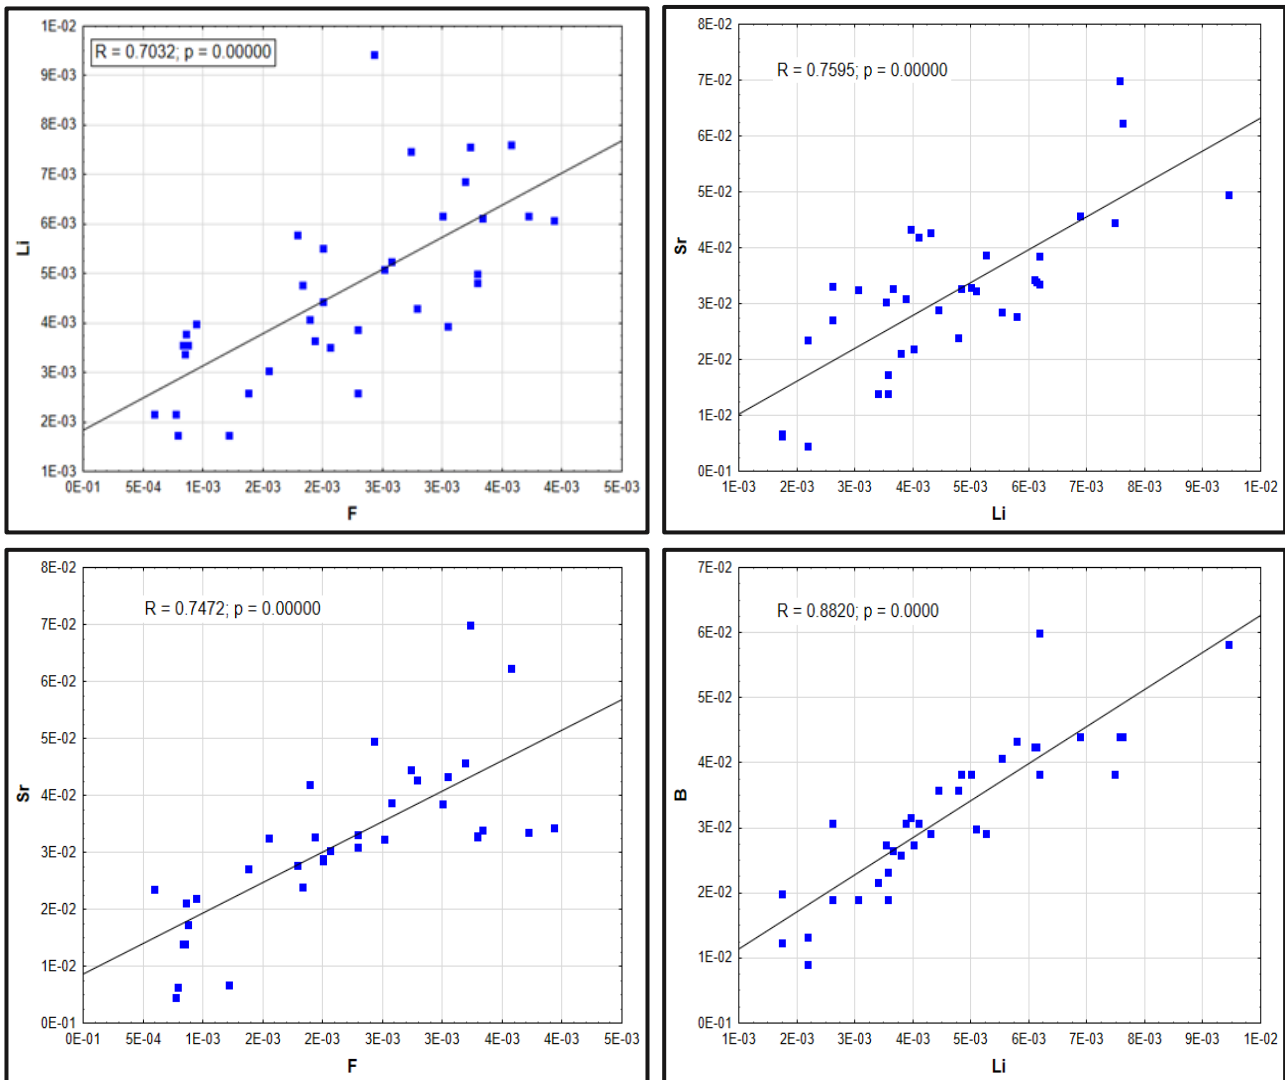 1E-02
9E-03
8E-03
7E-03
6E-03
5E-03
4E-03
3E-03
2E-03
1E-03
Li
R = 0.7032; p = 0.00000
0E-01 5E-04 1E-03 2E-03 2E-03 3E-03 3E-03 4E-03 4E-03 5E-03
F
8E-02
7E-02
6E-02
5E-02
4E-02
3E-02
2E-02
1E-02
0E-01
Sr
R = 0.7595; p = 0.00000
1E-03 2E-03 3E-03 4E-03 5E-03 6E-03 7E-03 8E-03 9E-03 1E-02
Li
8E-02
7E-02
6E-02
5E-02
4E-02
3E-02
2E-02
1E-02
0E-01
Sr
R = 0.7472; p = 0.00000
0E-01 5E-04 1E-03 2E-03 2E-03 3E-03 3E-03 4E-03 4E-03 5E-03
F
7E-02
6E-02
5E-02
4E-02
3E-02
2E-02
1E-02
0E-01
B
R = 0.8820; p = 0.0000
1E-03 2E-03 3E-03 4E-03 5E-03 6E-03 7E-03 8E-03 9E-03 1E-02
Li